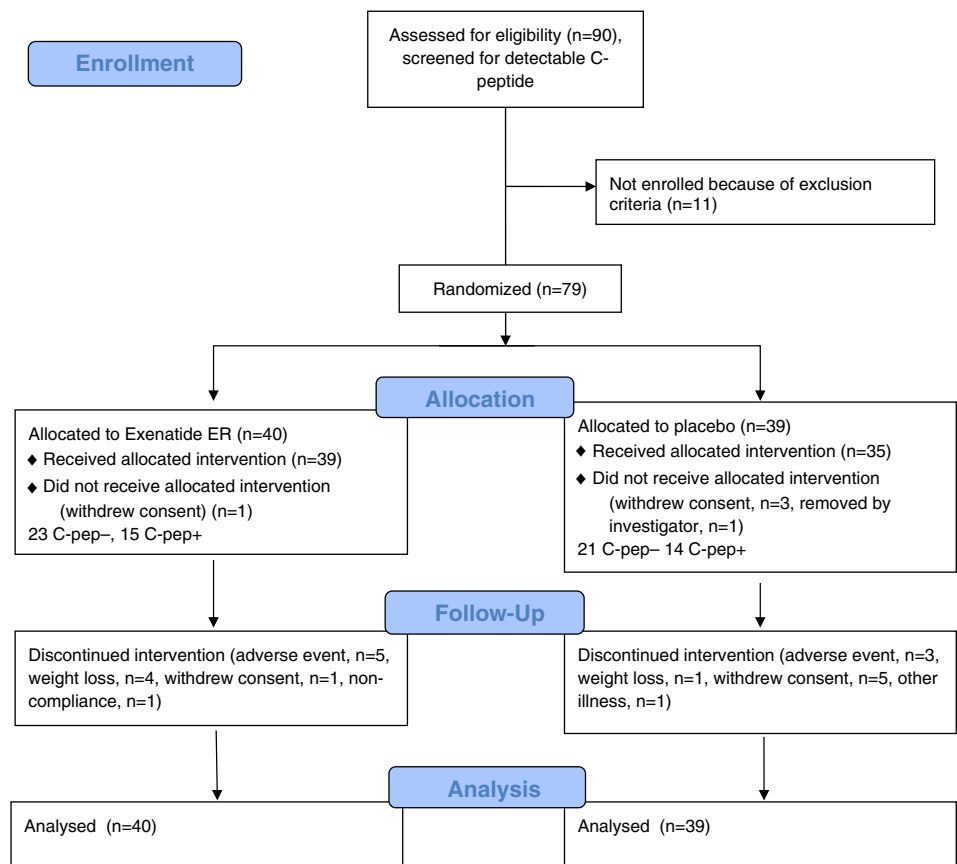 Enrollment
Assessed for eligibility (n=90),
screened for detectable C-
peptide
Not enrolled because of exclusion
criteria (n=11)
Randomized (n=79)
Allocation
Allocated to Exenatide ER (n=40)
♦ Received allocated intervention (n=39)
♦ Did not receive allocated intervention
(withdrew consent) (n=1)
23 C-pep–, 15 C-pep+
Allocated to placebo (n=39)
♦ Received allocated intervention (n=35)
♦ Did not receive allocated intervention
(withdrew consent, n=3, removed by
investigator, n=1)
21 C-pep– 14 C-pep+
Follow-Up
Discontinued intervention (adverse event, n=5,
weight loss, n=4, withdrew consent, n=1, non-
compliance, n=1)
Discontinued intervention (adverse event, n=3,
weight loss, n=1, withdrew consent, n=5, other
illness, n=1)
Analysis
Analysed (n=40)
Analysed (n=39)